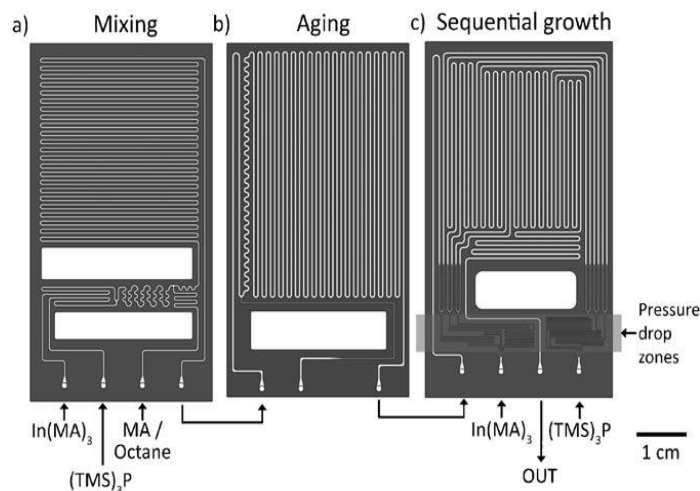 a) Mixing
b) Aging
c) Sequential growth
Pressure
drop
zones
In(MA)₃
(TMS)₃P
MA /
Octane
In(MA)₃
OUT
(TMS)₃P
1 cm